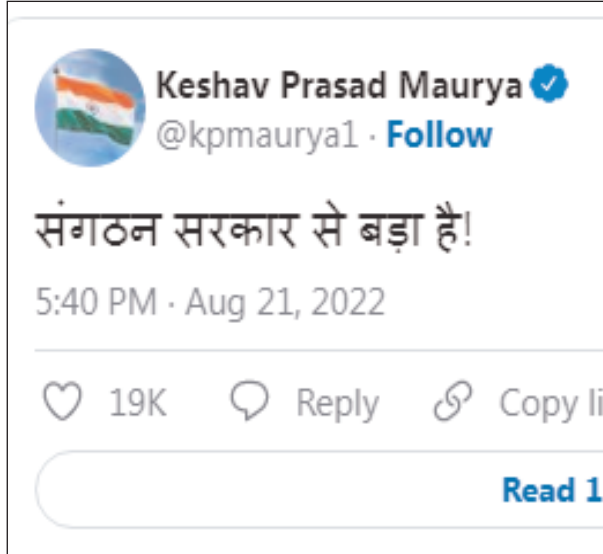 Keshav Prasad Maurya
@kpmaurya1 · Follow
संगठन सरकार से बड़ा है!
5:40 PM · Aug 21, 2022
19K Reply Copy li
Read 1